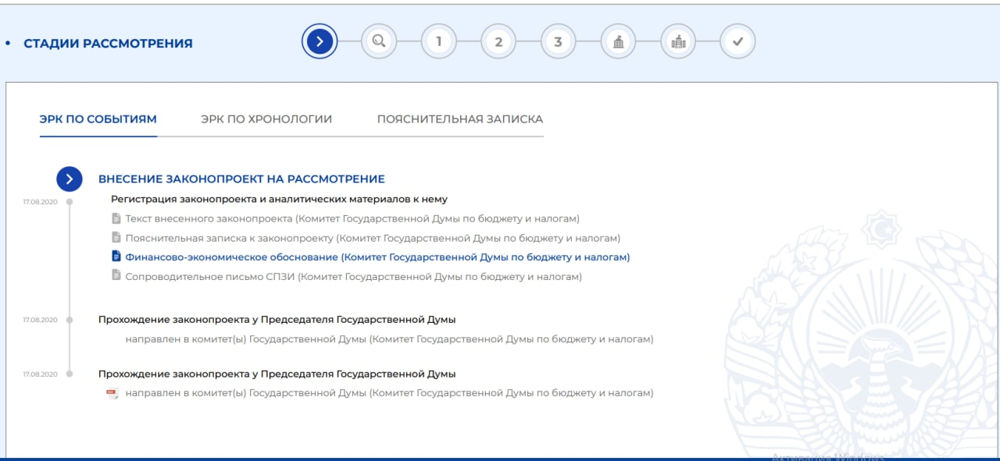 СТАДИИ РАССМОТРЕНИЯ
1 2 3
ЭРК ПО СОБЫТИЯМ ЭРК ПО ХРОНОЛОГИИ ПОЯСНИТЕЛЬНАЯ ЗАПИСКА
ВНЕСЕНИЕ ЗАКОНОПРОЕКТ НА РАССМОТРЕНИЕ
17.08.2020 Регистрация законопроекта и аналитических материалов к нему
Текст внесенного законопроекта (Комитет Государственной Думы по бюджету и налогам)
Пояснительная записка к законопроекту (Комитет Государственной Думы по бюджету и налогам)
Финансово-экономическое обоснование (Комитет Государственной Думы по бюджету и налогам)
Сопроводительное письмо СПЗИ (Комитет Государственной Думы по бюджету и налогам)
17.08.2020 Прохождение законопроекта у Председателя Государственной Думы
направлен в комитет(ы) Государственной Думы (Комитет Государственной Думы по бюджету и налогам)
17.08.2020 Прохождение законопроекта у Председателя Государственной Думы
PDF направлен в комитет(ы) Государственной Думы (Комитет Государственной Думы по бюджету и налогам)
Активация Windows